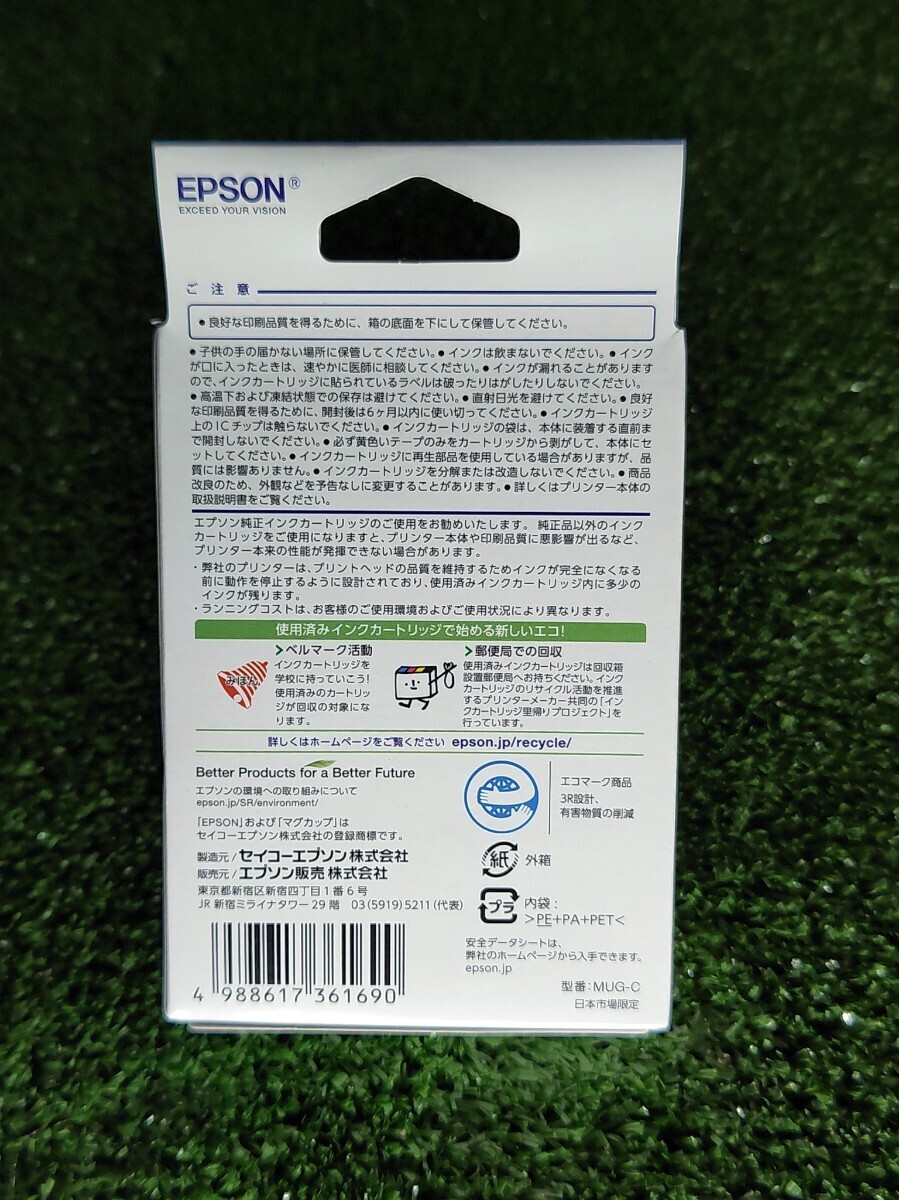 EPSON®
EXCEED YOUR VISION
ご注意
●良好な印刷品質を得るために、箱の底面を下にして保管してください。
●子供の手の届かない場所に保管してください。●インクは飲まないでください。●インク
が口に入ったときは、速やかに医師に相談してください。●インクが漏れることがあります
ので、インクカートリッジに貼られているラベルは破ったりはがしたりしないでください。
●高温下および凍結状態での保存は避けてください。●直射日光を避けてください。●良好
な印刷品質を得るために、開封後は6ヶ月以内に使い切ってください。●インクカートリッジ
上のICチップは触らないでください。●インクカートリッジの袋は、本体に装着する直前ま
で開封しないでください。●必ず黄色いテープのみをカートリッジから剥がして、本体にセ
ットしてください。●インクカートリッジに再生部品を使用している場合がありますが、品
質には影響ありません。●インクカートリッジを分解または改造しないでください。●商品
改良のため、外観などを予告なしに変更することがあります。●詳しくはプリンター本体の
取扱説明書をご覧ください。
エプソン純正インクカートリッジのご使用をお勧めいたします。純正品以外のインク
カートリッジをご使用になりますと、プリンター本体や印刷品質に悪影響が出るなど、
プリンター本来の性能が発揮できない場合があります。
・弊社のプリンターは、プリントヘッドの品質を維持するためインクが完全になくなる
前に動作を停止するように設計されており、使用済みインクカートリッジ内に多少の
インクが残ります。
・ランニングコストは、お客様のご使用環境およびご使用状況により異なります。
使用済みインクカートリッジで始める新しいエコ!
>ベルマーク活動
みほん
インクカートリッジを
学校に持っていこう!
使用済みのカートリッ
ジが回収の対象にな
ります。
>郵便局での回収
使用済みインクカートリッジは回収箱
設置郵便局へお持ちください。インク
カートリッジのリサイクル活動を推進
するプリンターメーカー共同の「イン
クカートリッジ里帰りプロジェクト」を
行っています。
詳しくはホームページをご覧ください epson.jp/recycle/
Better Products for a Better Future
エプソンの環境への取り組みについて
epson.jp/SR/environment/
「EPSON」および「マグカップ」は
セイコーエプソン株式会社の登録商標です。
製造元/セイコーエプソン株式会社
販売元/エプソン販売株式会社
東京都新宿区新宿四丁目1番6号
JR新宿ミライナタワー29階 03(5919)5211(代表)
4 988617 361690
エコマーク商品
3R設計、
有害物質の削減
紙 外箱
プラ 内袋:
>PE+PA+PET<
安全データシートは、
弊社のホームページから入手できます。
epson.jp
型番:MUG-C
日本市場限定